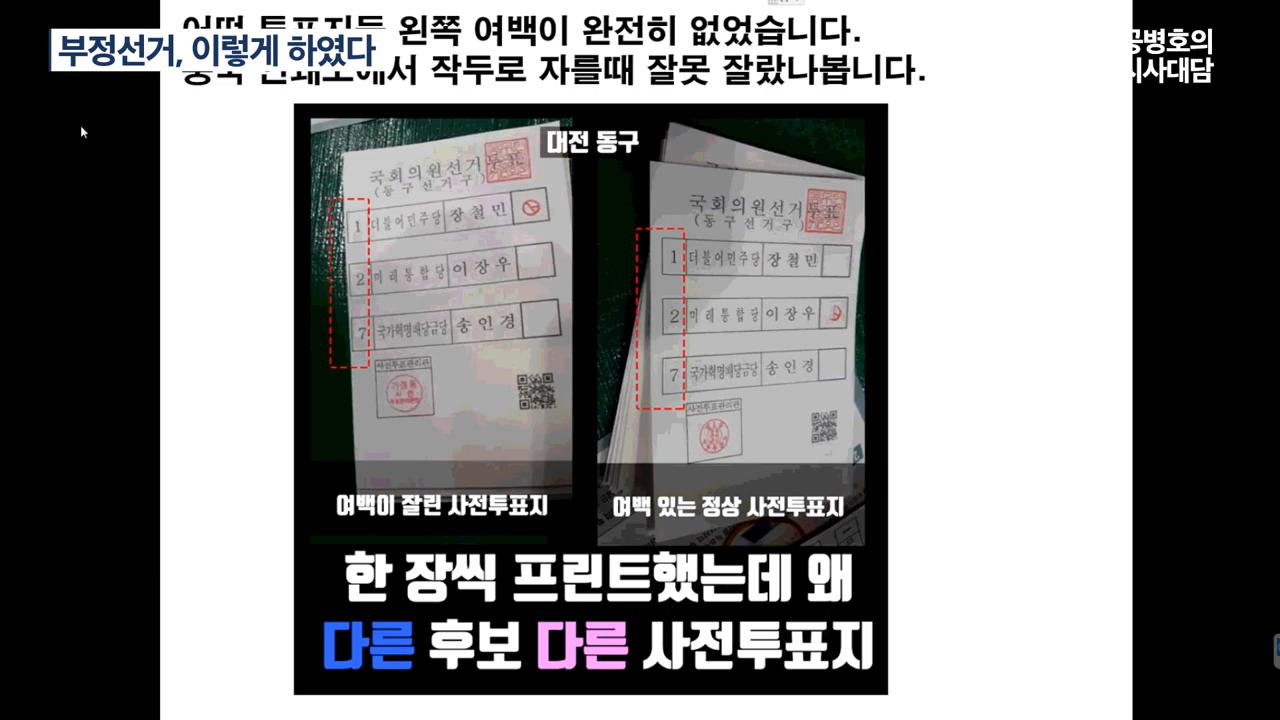 왼쪽 여백이 완전히 없었습니다.
부정선거, 이렇게 하였다
작두로 자를때 잘못 잘랐나봅니다.
공병호의
시사대담
대전 동구
국회의원선거투표
(동구선거구)
1 더불어민주당 장철민
2 미래통합당 이장우
7 국가혁명배당금당 송인경
사전투표관리관
국회의원선거투표
(동구선거구)
1 더불어민주당 장철민
2 미래통합당 이장우
7 국가혁명배당금당 송인경
사전투표관리관
여백이 잘린 사전투표지
여백 있는 정상 사전투표지
한 장씩 프린트했는데 왜
다른 후보 다른 사전투표지